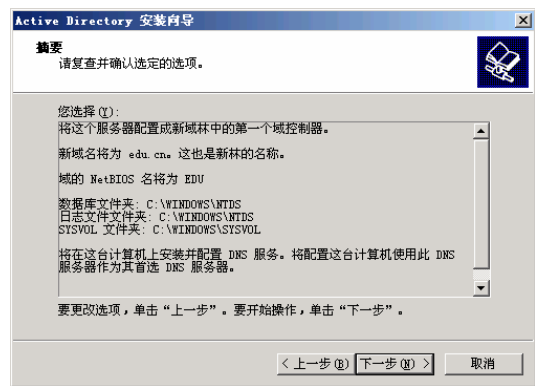 Active Directory 安装向导
摘要
请复查并确认选定的选项。
您选择(Y):
将这个服务器配置成新域林中的第一个域控制器。
新域名将为 edu.cn。这也是新林的名称。
域的 NetBIOS 名将为 EDU
数据库文件夹: C:\WINDOWS\NTDS
日志文件文件夹: C:\WINDOWS\NTDS
SYSVOL 文件夹: C:\WINDOWS\SYSVOL
将在这台计算机上安装并配置 DNS 服务。将配置这台计算机使用此 DNS
服务器作为其首选 DNS 服务器。
要更改选项，单击“上一步”。要开始操作，单击“下一步”。
< 上一步(B) 下一步(N) > 取消